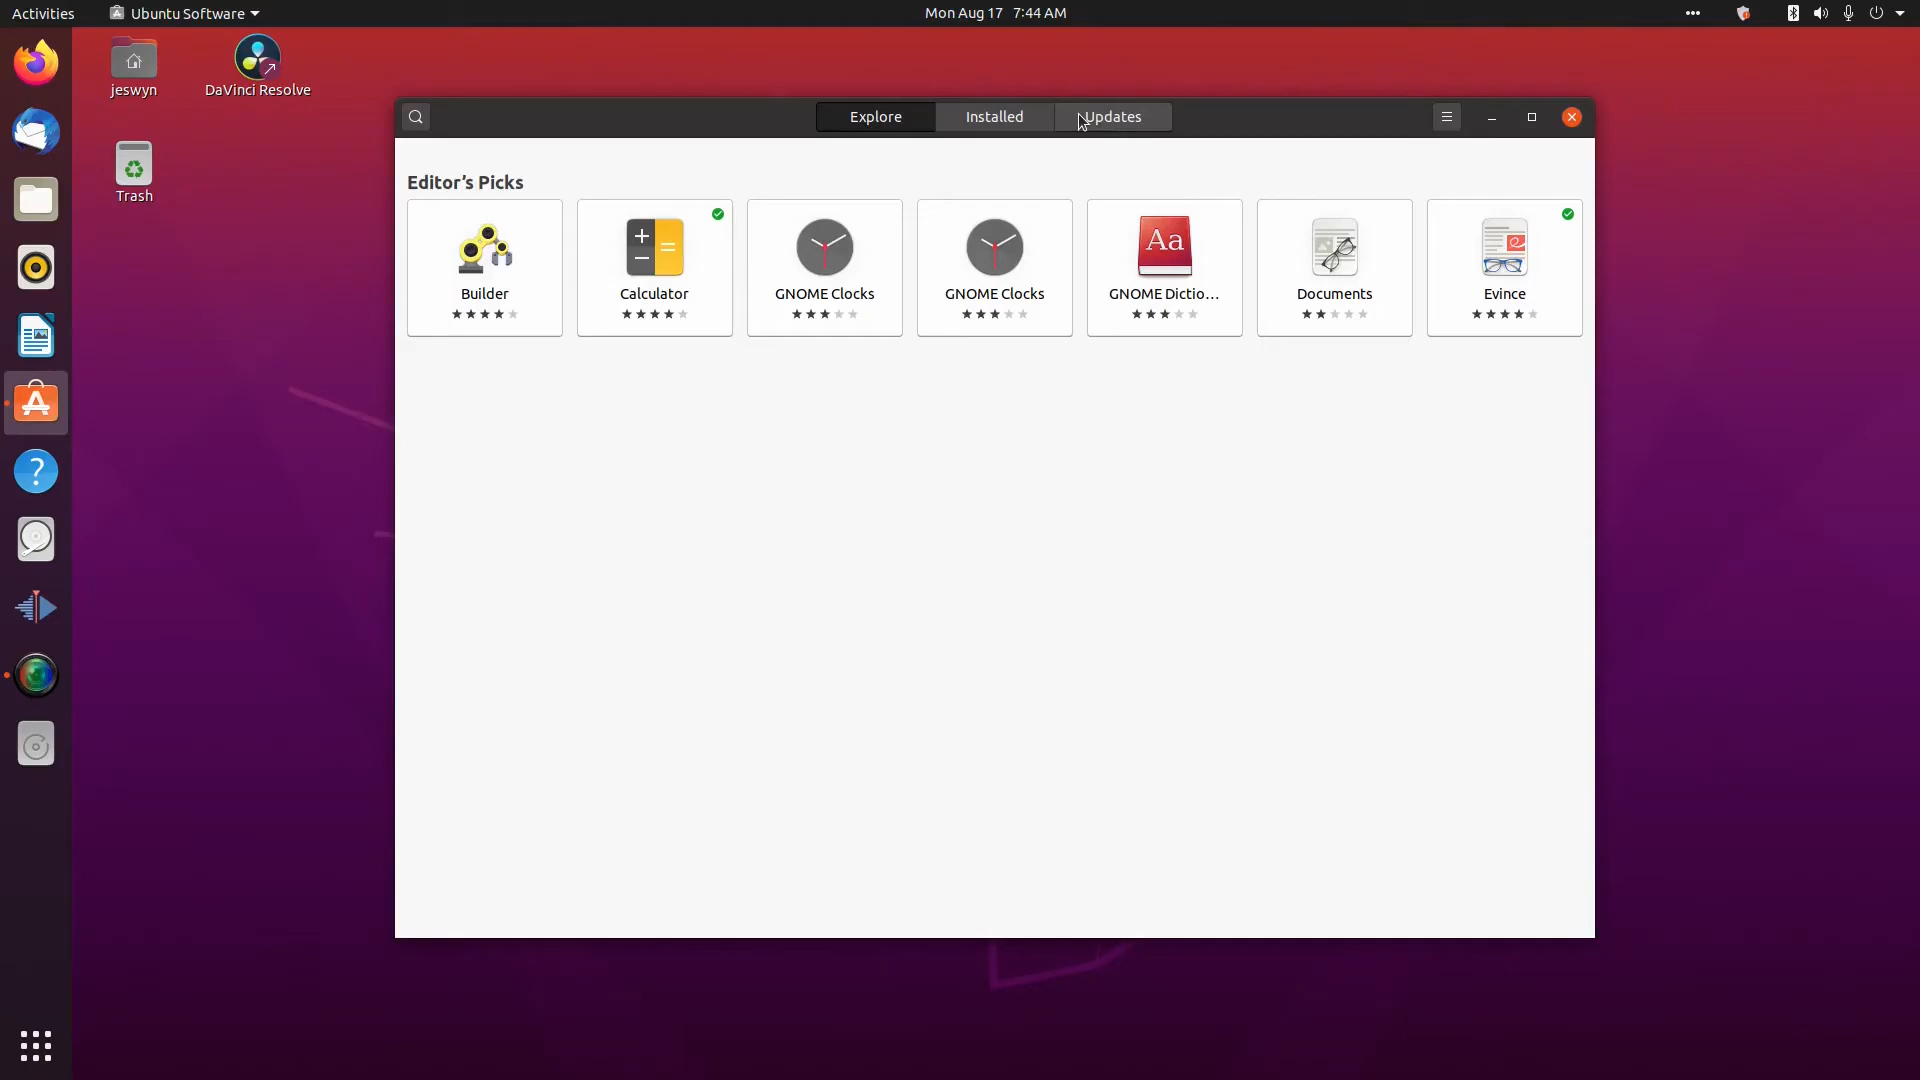 Activities
Ubuntu Software
Mon Aug 17 7:44 AM
jeswyn
DaVinci Resolve
Trash
Explore
Installed
Updates
Editor’s Picks
Builder
Calculator
GNOME Clocks
GNOME Clocks
Aa
GNOME Dictio...
Documents
Evince